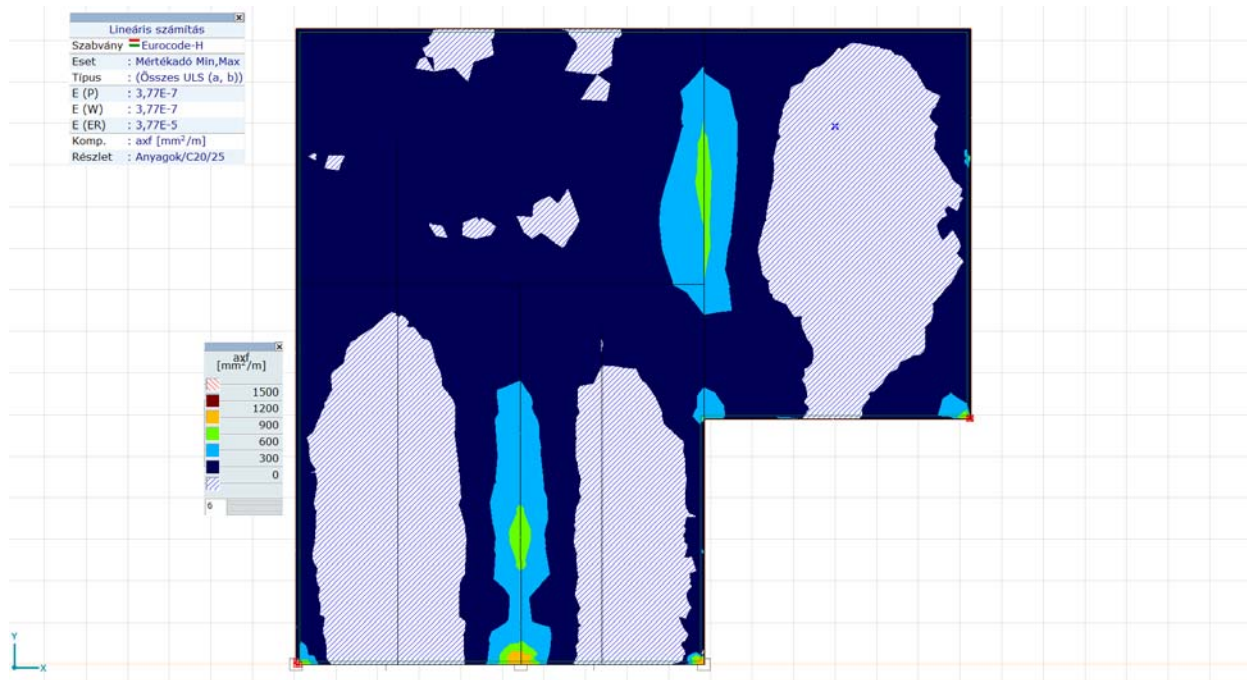 Lineáris számítás
Szabvány Eurocode-H
Eset : Mértékadó Min,Max
Típus : (Összes ULS (a, b))
E (P) : 3,77E-7
E (W) : 3,77E-7
E (ER) : 3,77E-5
Komp. : axf [mm²/m]
Részlet : Anyagok/C20/25
axf
[mm²/m]
1500
1200
900
600
300
0
6
Y
X